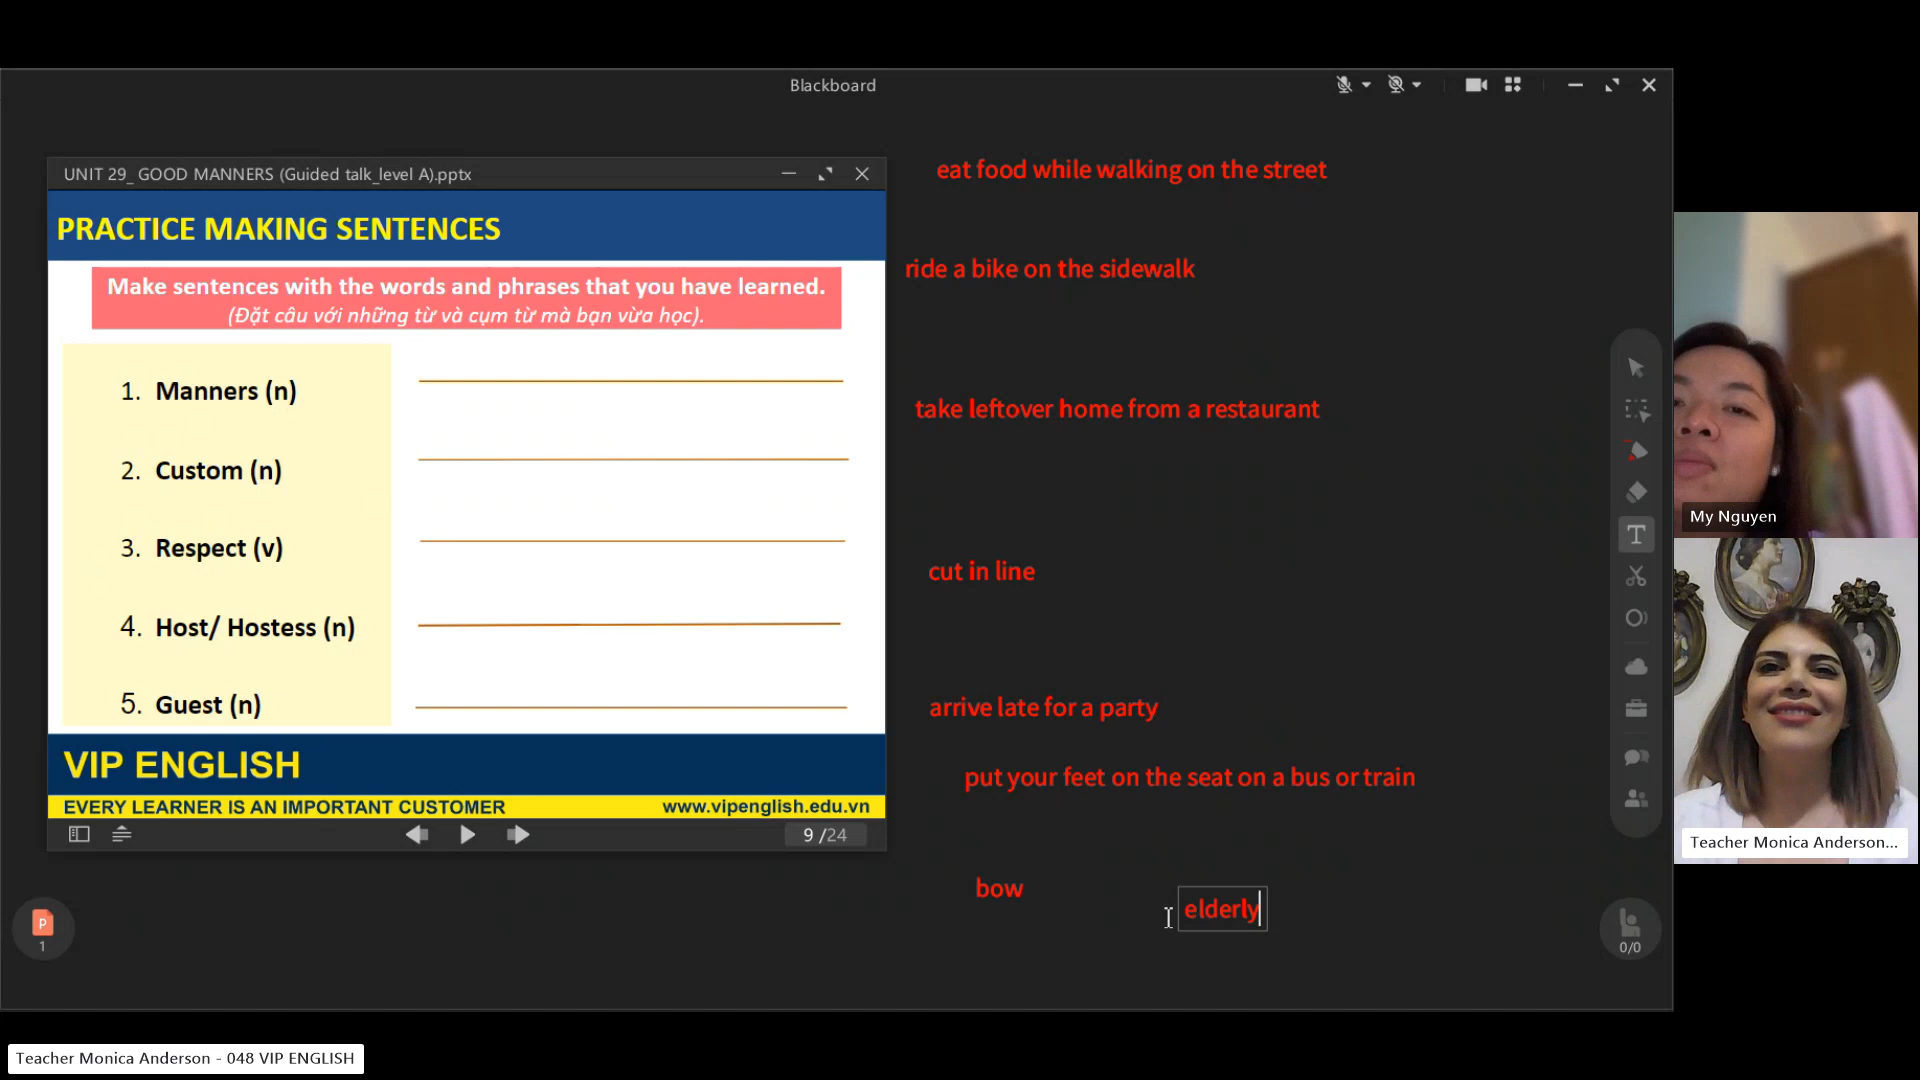 Blackboard
UNIT 29_ GOOD MANNERS (Guided talk_level A).pptx
PRACTICE MAKING SENTENCES
Make sentences with the words and phrases that you have learned.
(Đặt câu với những từ và cụm từ mà bạn vừa học).
1. Manners (n)
2. Custom (n)
3. Respect (v)
4. Host/ Hostess (n)
5. Guest (n)
VIP ENGLISH
EVERY LEARNER IS AN IMPORTANT CUSTOMER
www.vipenglish.edu.vn
9 /24
eat food while walking on the street
ride a bike on the sidewalk
take leftover home from a restaurant
cut in line
arrive late for a party
put your feet on the seat on a bus or train
bow
elderly
P
1
T
0/0
My Nguyen
Teacher Monica Anderson...
Teacher Monica Anderson - 048 VIP ENGLISH